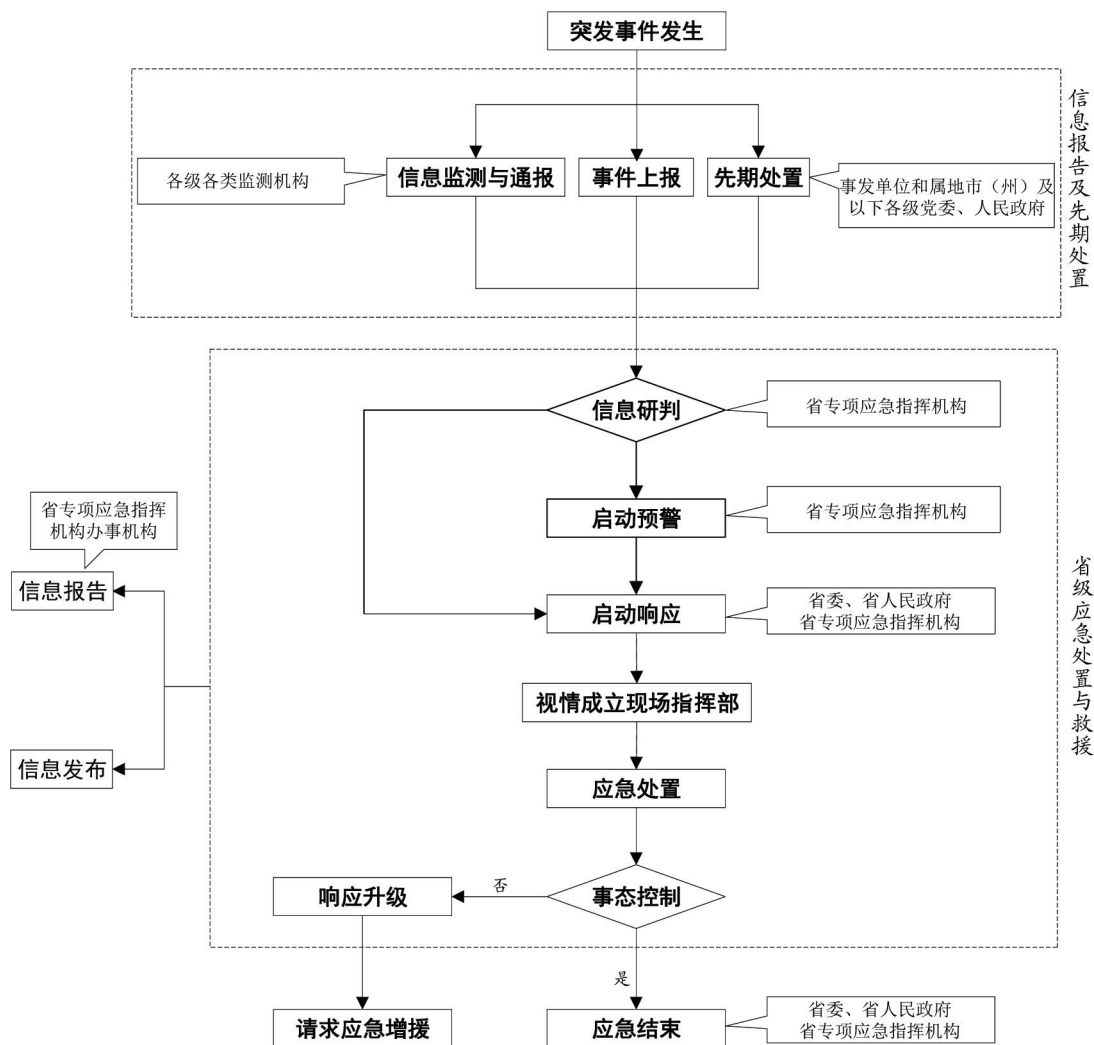 突发事件发生
信息报告及先期处置
各级各类监测机构
信息监测与通报
事件上报
先期处置
事发单位和属地市（州）及
以下各级党委、人民政府
信息研判
省专项应急指挥机构
启动预警
省专项应急指挥机构
省专项应急指挥
机构办事机构
信息报告
启动响应
省委、省人民政府
省专项应急指挥机构
省级应急处置与救援
视情成立现场指挥部
信息发布
应急处置
响应升级
否
事态控制
是
请求应急增援
应急结束
省委、省人民政府
省专项应急指挥机构